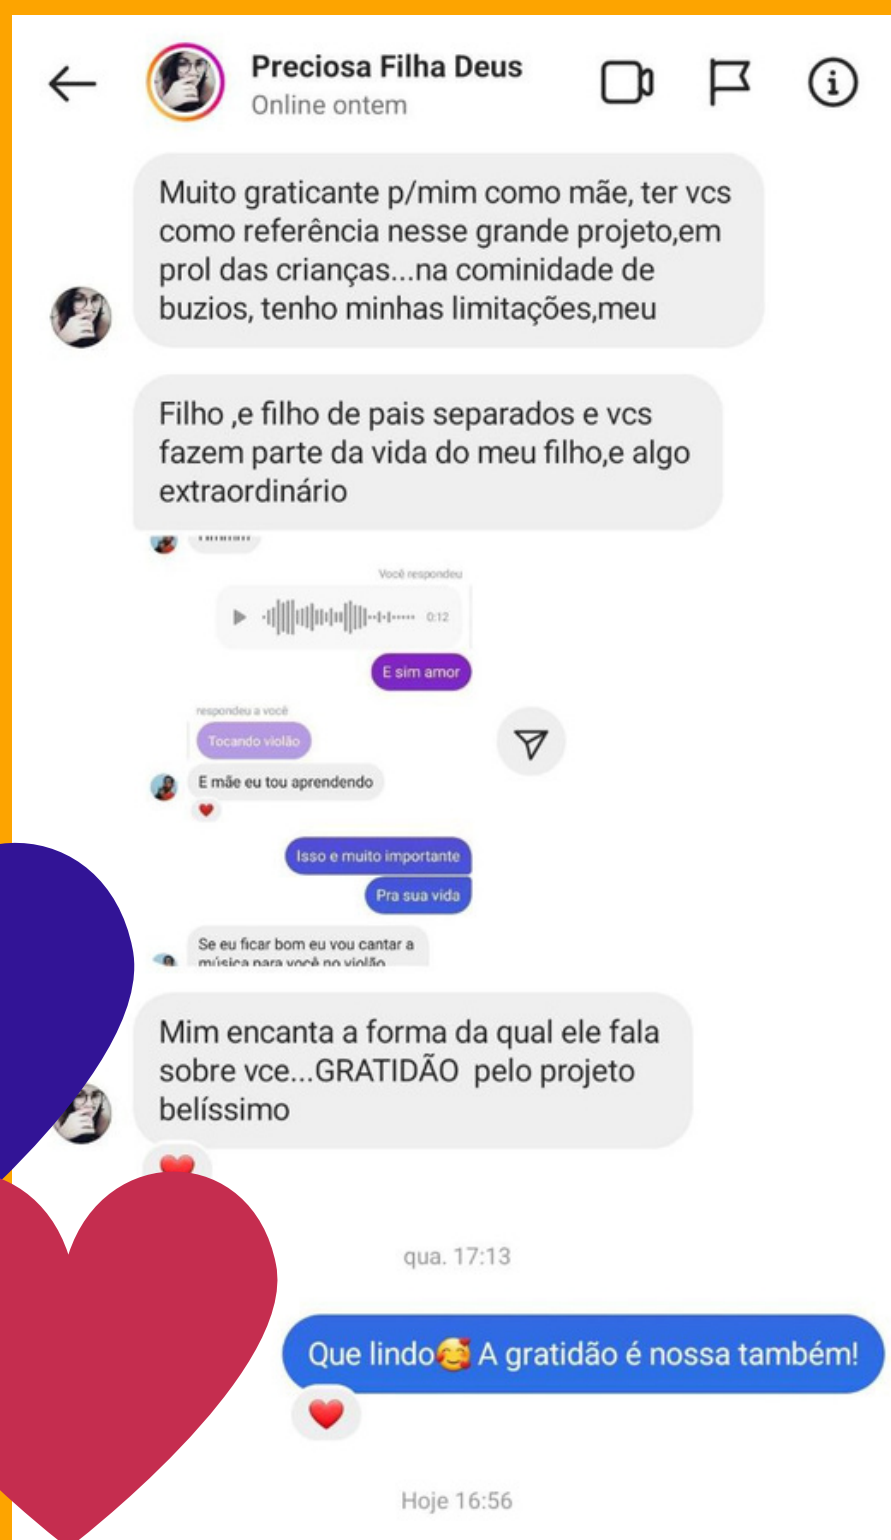 Preciosa Filha Deus
Online ontem
Muito graticante p/mim como mãe, ter vcs
como referência nesse grande projeto,em
prol das crianças...na cominidade de
buzios, tenho minhas limitações,meu
Filho ,e filho de pais separados e vcs
fazem parte da vida do meu filho,e algo
extraordinário
Você respondeu
0:12
E sim amor
respondeu a você
Tocando violão
E mãe eu tou aprendendo
Isso e muito importante
Pra sua vida
Se eu ficar bom eu vou cantar a
música para você no violão
Mim encanta a forma da qual ele fala
sobre vce...GRATIDÃO pelo projeto
belíssimo
qua. 17:13
Que lindo🥰 A gratidão é nossa também!
Hoje 16:56